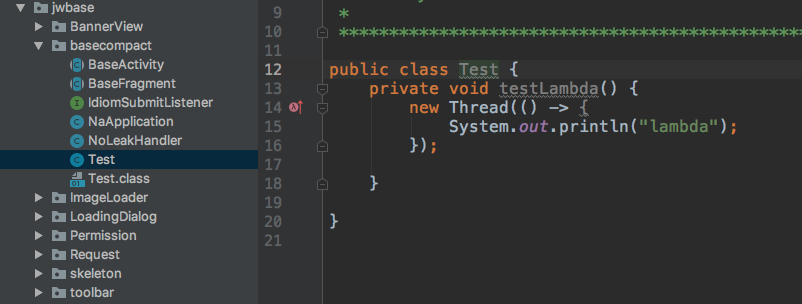 jwbase
BannerView
basecompact
BaseActivity
BaseFragment
IdiomSubmitListener
NaApplication
NoLeakHandler
Test
Test.class
ImageLoader
LoadingDialog
Permission
Request
skeleton
toolbar
9 *
10 ***********************************************
11
12 public class Test {
13 private void testLambda() {
14 new Thread(() -> {
15 System.out.println("lambda");
16 });
17
18 }
19
20 }
21